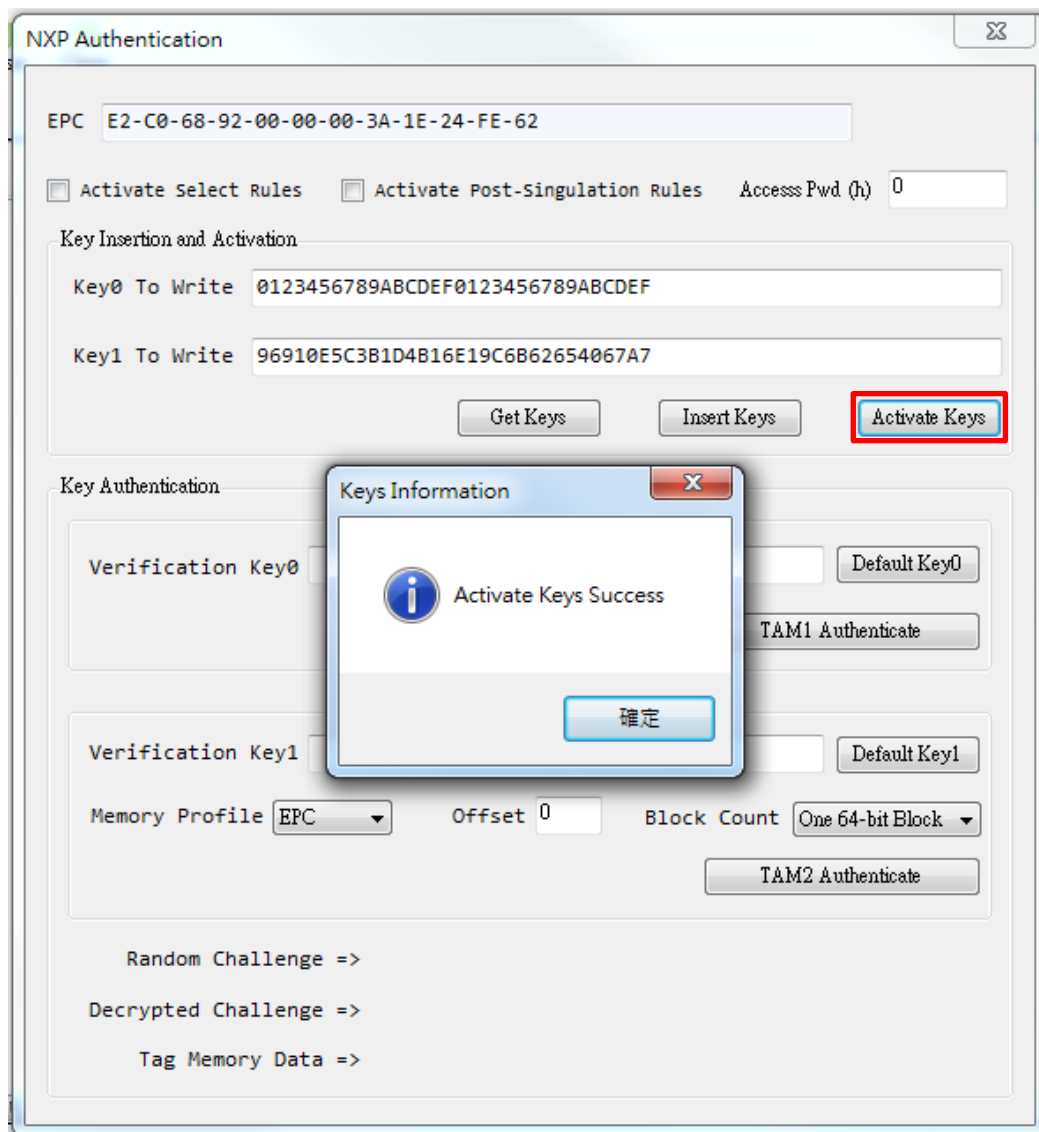 NXP Authentication
EPC E2-C0-68-92-00-00-00-3A-1E-24-FE-62
Activate Select Rules Activate Post-Singulation Rules Accesss Pwd (h) 0
Key Insertion and Activation
Key0 To Write 0123456789ABCDEF0123456789ABCDEF
Key1 To Write 96910E5C3B1D4B16E19C6B62654067A7
Get Keys Insert Keys Activate Keys
Key Authentication
Keys Information
Verification Key0 Default Key0
Activate Keys Success
TAM1 Authenticate
確定
Verification Key1 Default Key1
Memory Profile EPC Offset 0 Block Count One 64-bit Block
TAM2 Authenticate
Random Challenge =>
Decrypted Challenge =>
Tag Memory Data =>